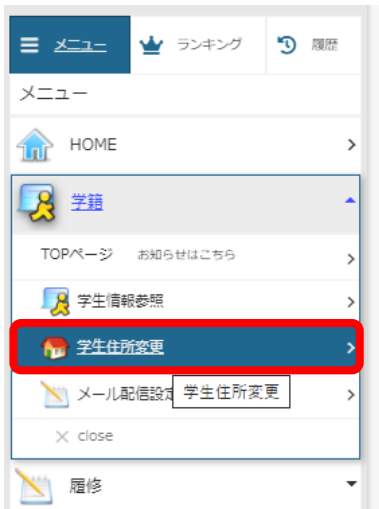 メニュー ランキング 履歴
メニュー
HOME
学籍
TOPページ お知らせはこちら
学生情報参照
学生住所変更
メール配信設定
学生住所変更
close
履修